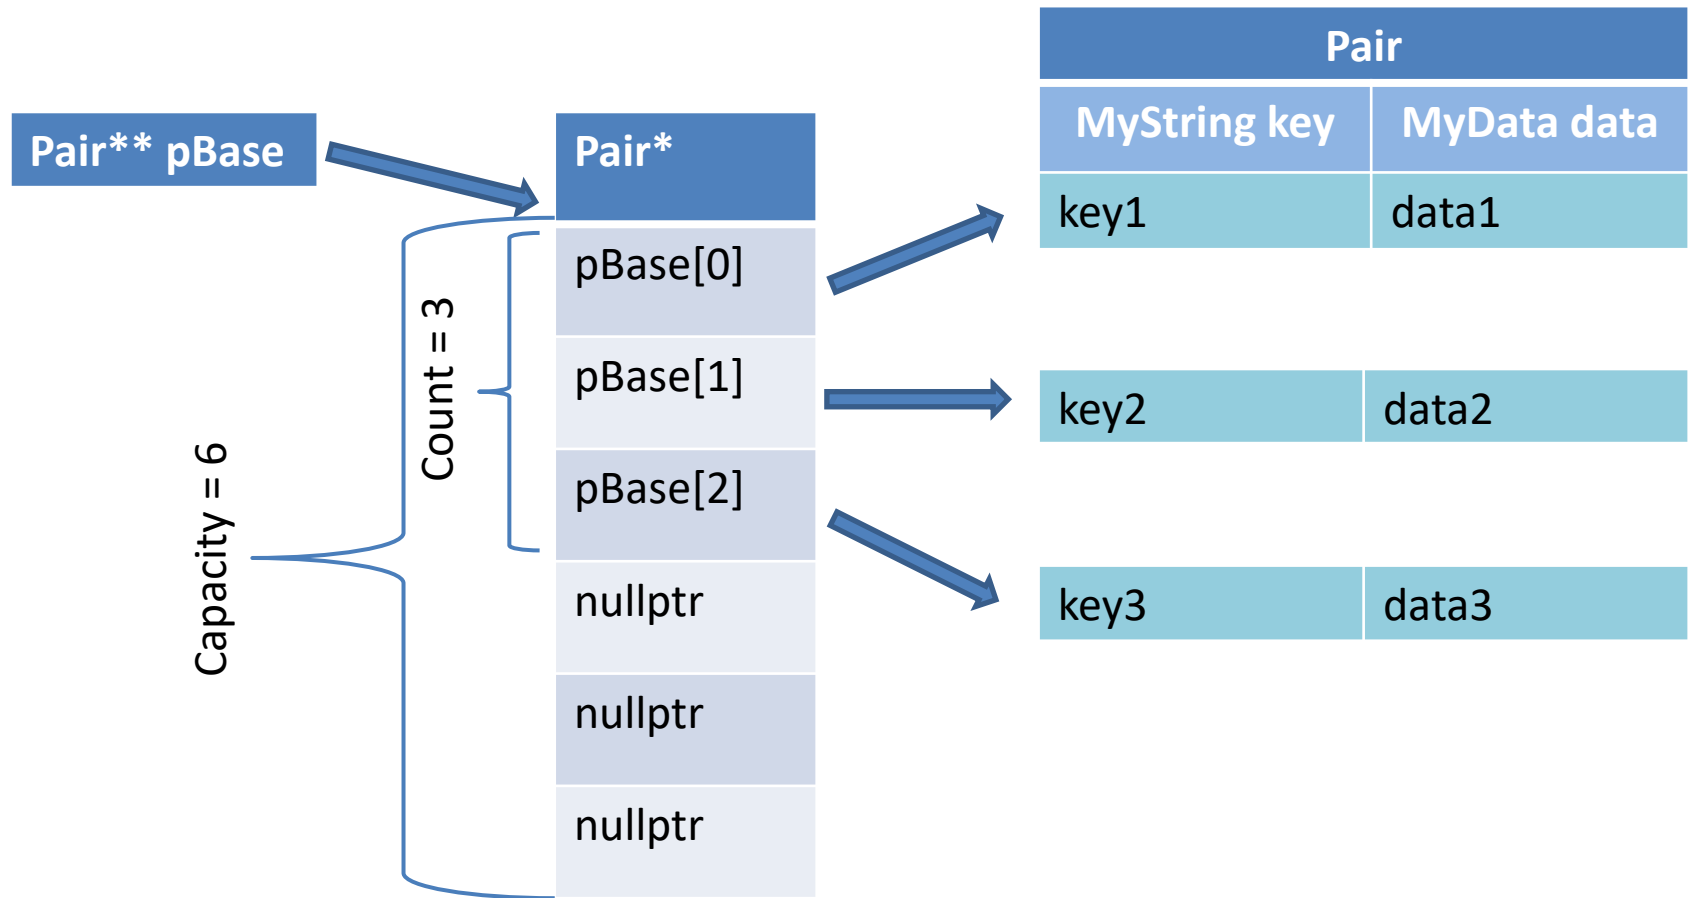 Pair** pBase
Capacity = 6
Count = 3
Pair*
pBase[0]
pBase[1]
pBase[2]
nullptr
nullptr
nullptr
Pair
MyString key MyData data
key1 data1
key2 data2
key3 data3